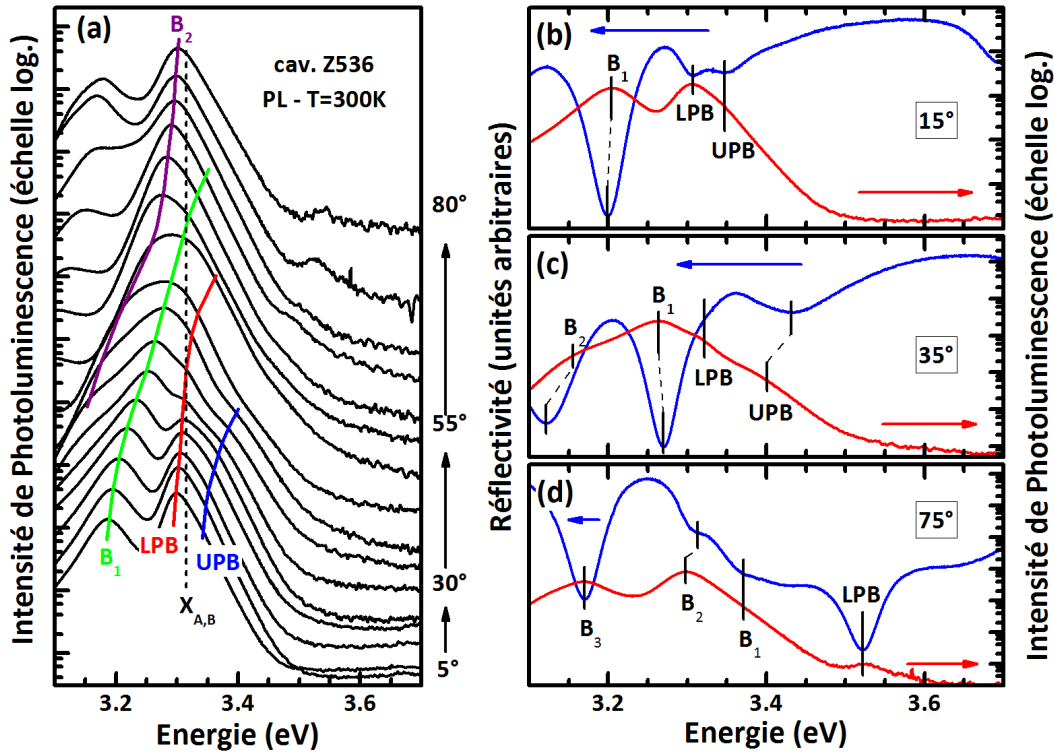 (a)
B2
cav. Z536
PL - T=300K
80°
55°
30°
5°
B1
LPB
UPB
XA,B
3.2
3.4
3.6
Energie (eV)
Intensité de Photoluminescence (échelle log.)
(b)
B1
LPB
UPB
15°
(c)
B2
B1
LPB
UPB
35°
(d)
B3
B2
B1
LPB
75°
3.2
3.4
3.6
Energie (eV)
Réflectivité (unités arbitraires)
Intensité de Photoluminescence (échelle log.)